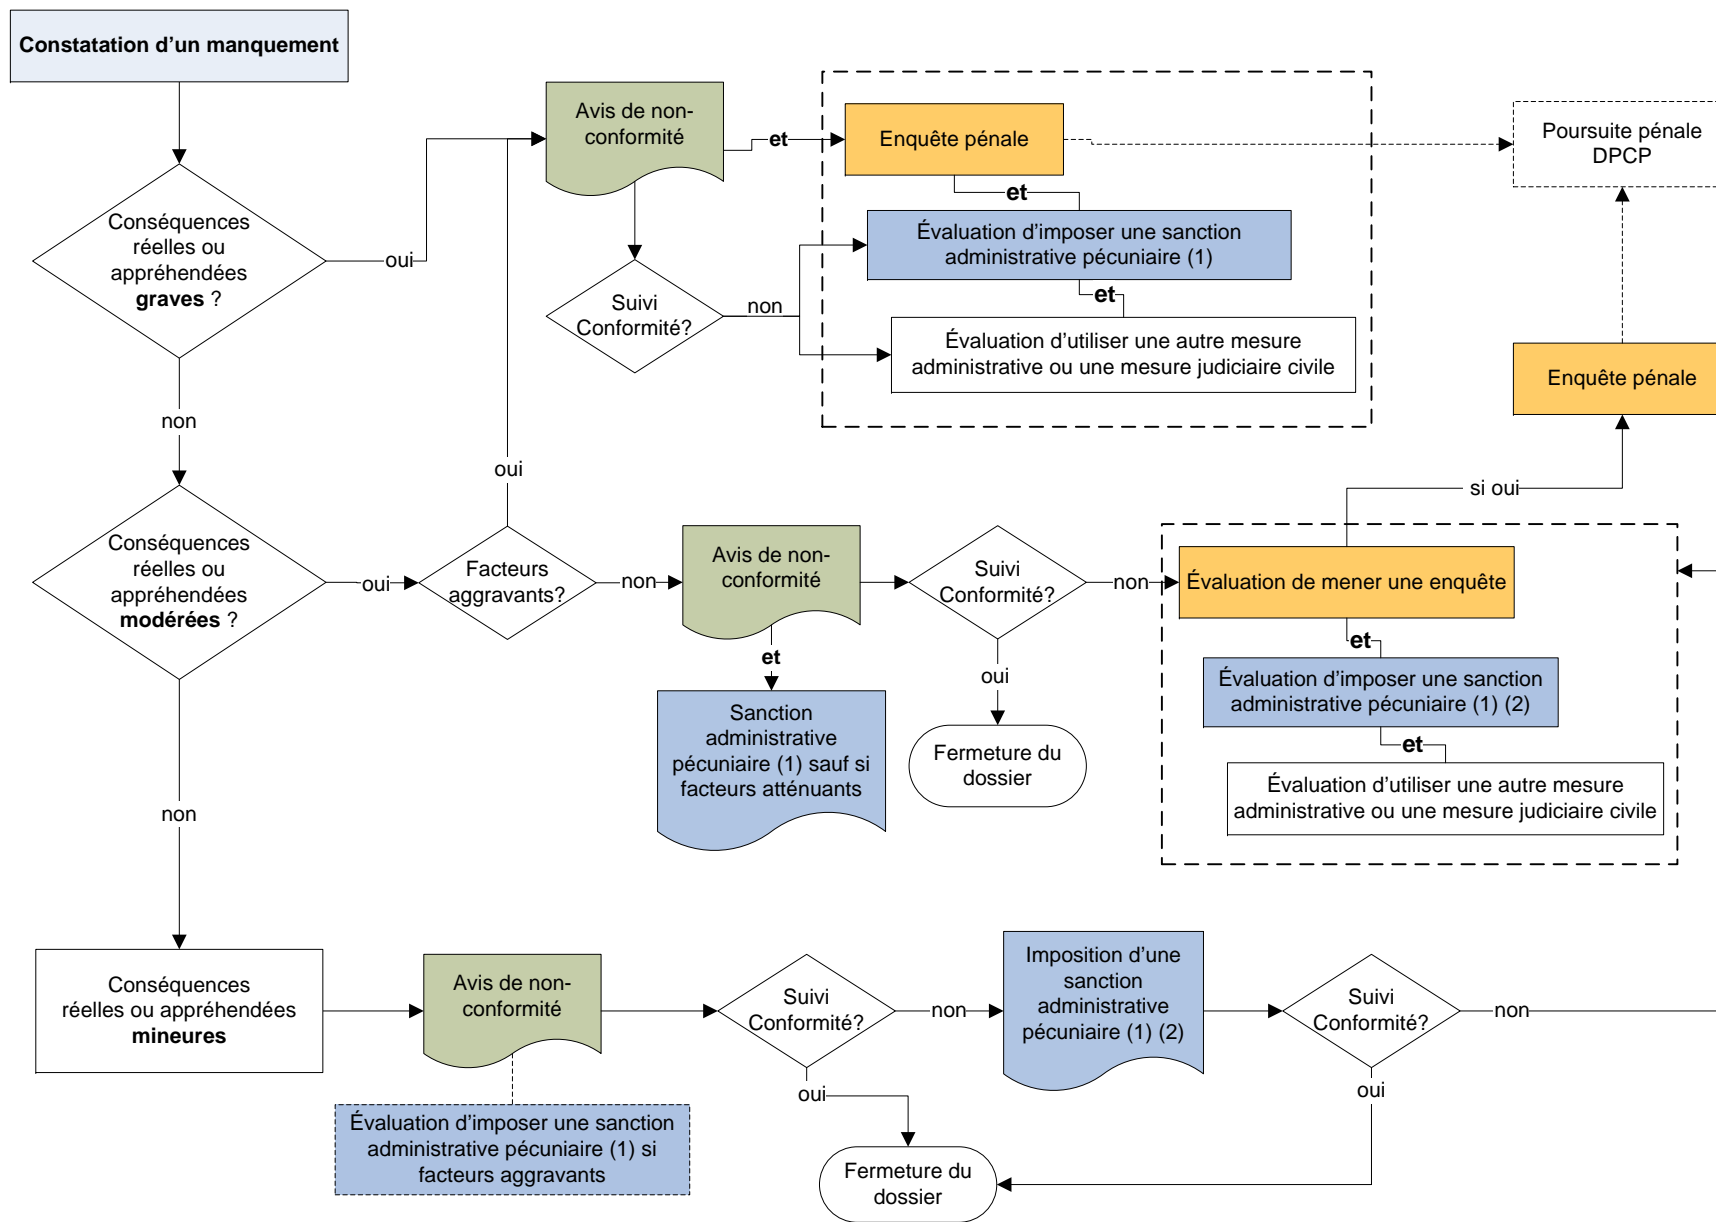 Constatation d'un manquement
Conséquences
réelles ou
appréhendées
graves ?
oui
non
Avis de non-
conformité
et
Enquête pénale
et
Évaluation d'imposer une sanction
administrative pécuniaire (1)
et
Évaluation d'utiliser une autre mesure
administrative ou une mesure judiciaire civile
Suivi
Conformité?
non
Poursuite pénale
DPCP
Enquête pénale
si oui
Conséquences
réelles ou
appréhendées
modérées ?
oui
non
Facteurs
aggravants?
oui
non
Avis de non-
conformité
et
Sanction
administrative
pécuniaire (1) sauf si
facteurs atténuants
Suivi
Conformité?
non
oui
Fermeture du
dossier
Évaluation de mener une enquête
et
Évaluation d'imposer une sanction
administrative pécuniaire (1) (2)
et
Évaluation d'utiliser une autre mesure
administrative ou une mesure judiciaire civile
Conséquences
réelles ou appréhendées
mineures
Avis de non-
conformité
Évaluation d'imposer une sanction
administrative pécuniaire (1) si
facteurs aggravants
Suivi
Conformité?
non
oui
Imposition d'une
sanction
administrative
pécuniaire (1) (2)
Suivi
Conformité?
non
oui
Fermeture du
dossier